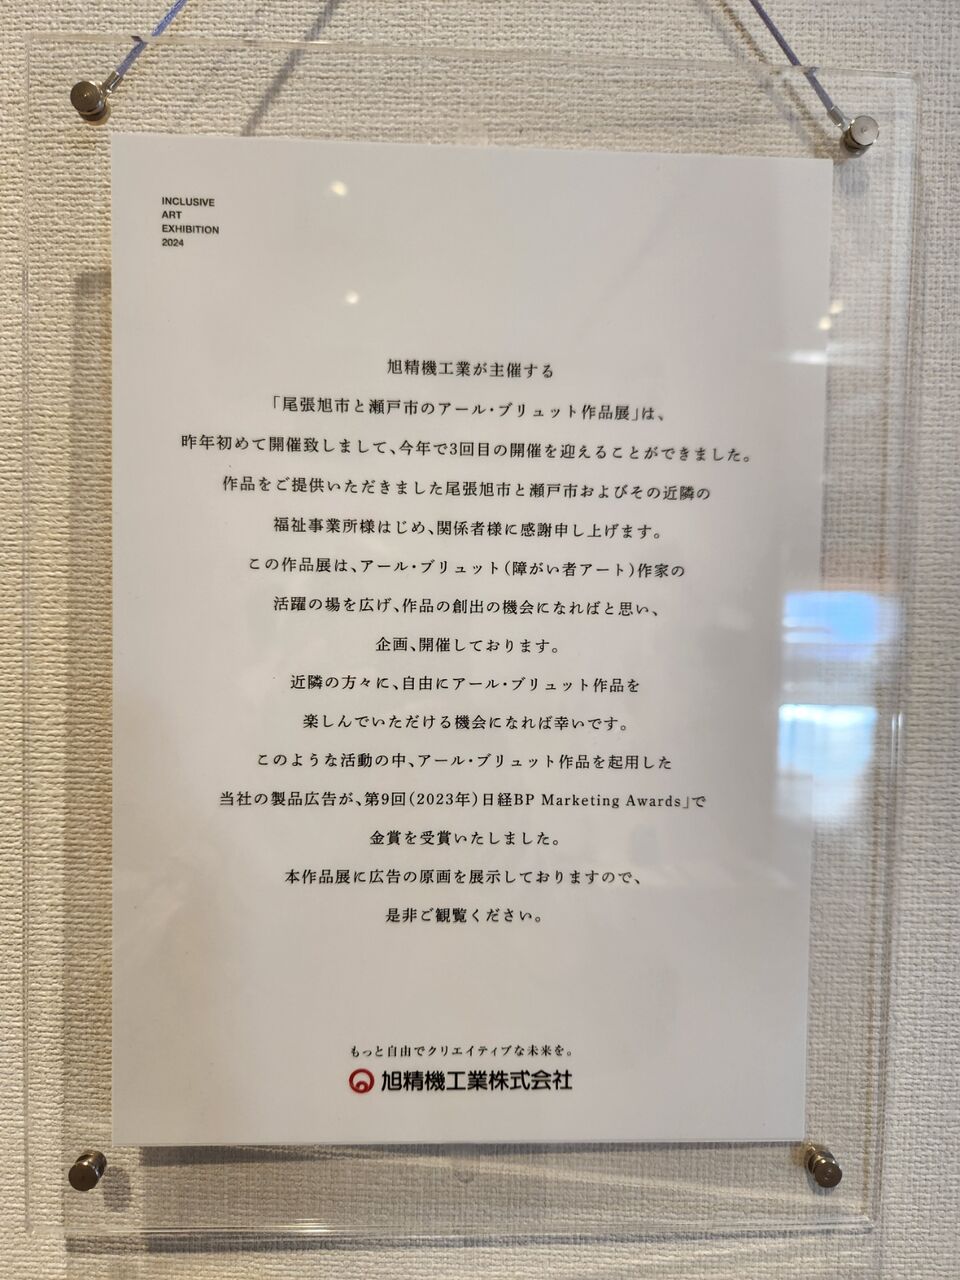 INCLUSIVE
ART
EXHIBITION
2024
旭精機工業が主催する
「尾張旭市と瀬戸市のアール・ブリュット作品展」は、
昨年初めて開催致しまして、今年で3回目の開催を迎えることができました。
作品をご提供いただきました尾張旭市と瀬戸市およびその近隣の
福祉事業所様はじめ、関係者様に感謝申し上げます。
この作品展は、アール・ブリュット(障がい者アート)作家の
活躍の場を広げ、作品の創出の機会になればと思い、
企画、開催しております。
近隣の方々に、自由にアール・ブリュット作品を
楽しんでいただける機会になれば幸いです。
このような活動の中、アール・ブリュット作品を起用した
当社の製品広告が、第9回(2023年)日経BP Marketing Awards」で
金賞を受賞いたしました。
本作品展に広告の原画を展示しておりますので、
是非ご観覧ください。
もっと自由でクリエイティブな未来を。
旭精機工業株式会社